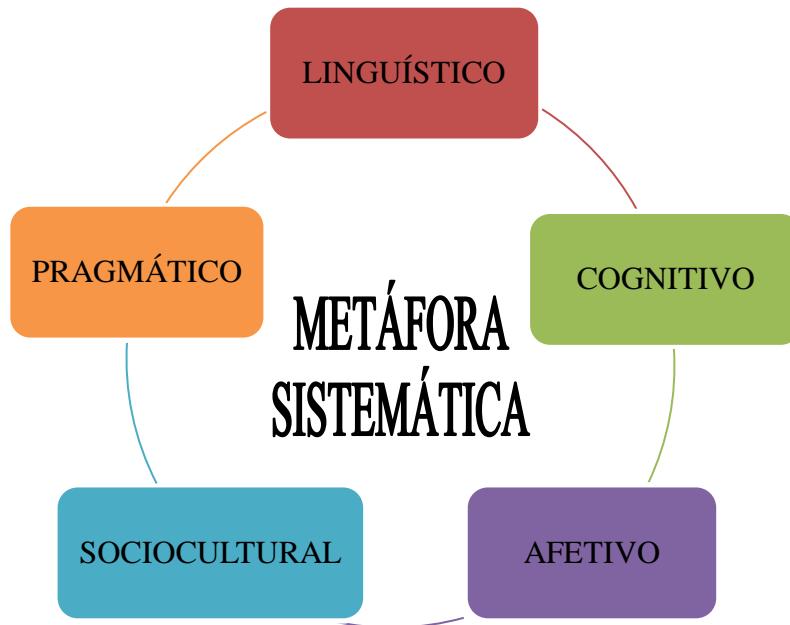 LINGUÍSTICO
PRAGMÁTICO
COGNITIVO
METÁFORA
SISTEMÁTICA
SOCIOCULTURAL
AFETIVO